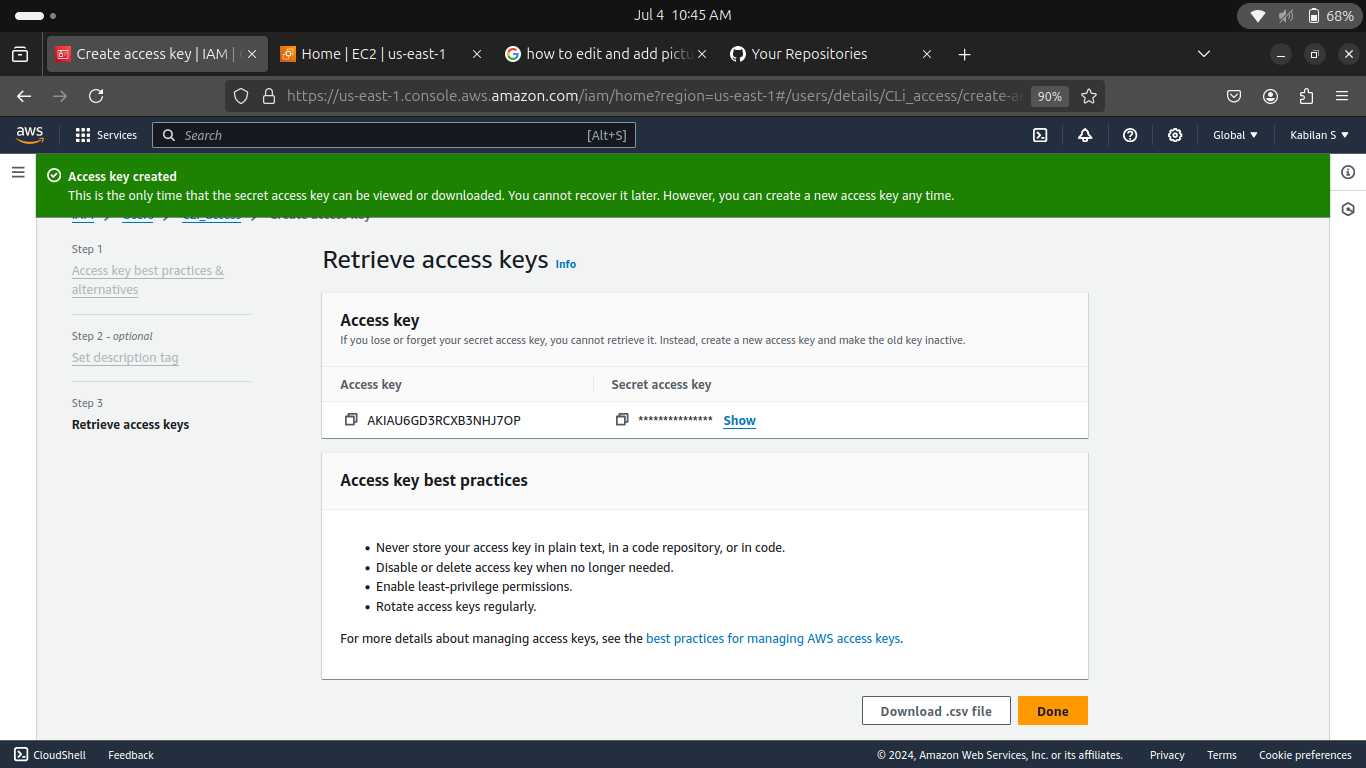 Jul 4 10:45 AM
68%
Create access key | IAM |
Home | EC2 | us-east-1
how to edit and add pictu
Your Repositories
https://us-east-1.console.aws.amazon.com/iam/home?region=us-east-1#/users/details/CLi_access/create-a
90%
aws
Services
Search
[Alt+S]
Global
Kabilan S
Access key created
This is the only time that the secret access key can be viewed or downloaded. You cannot recover it later. However, you can create a new access key any time.
IAM
Users
CLi_access
Create access key
Step 1
Access key best practices &
alternatives
Step 2 - optional
Set description tag
Step 3
Retrieve access keys
Retrieve access keys Info
Access key
If you lose or forget your secret access key, you cannot retrieve it. Instead, create a new access key and make the old key inactive.
Access key
Secret access key
AKIAU6GD3RCXB3NHJ7OP
*************** Show
Access key best practices
• Never store your access key in plain text, in a code repository, or in code.
• Disable or delete access key when no longer needed.
• Enable least-privilege permissions.
• Rotate access keys regularly.
For more details about managing access keys, see the best practices for managing AWS access keys.
Download .csv file
Done
CloudShell
Feedback
© 2024, Amazon Web Services, Inc. or its affiliates.
Privacy
Terms
Cookie preferences